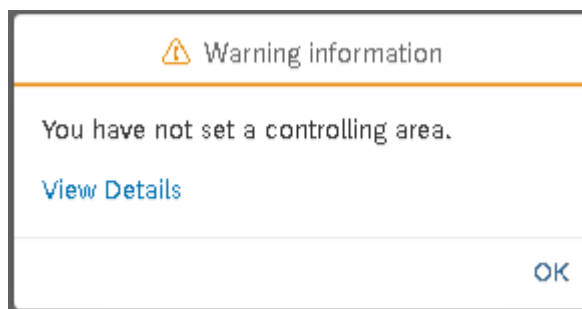 Warning information
You have not set a controlling area.
View Details
OK